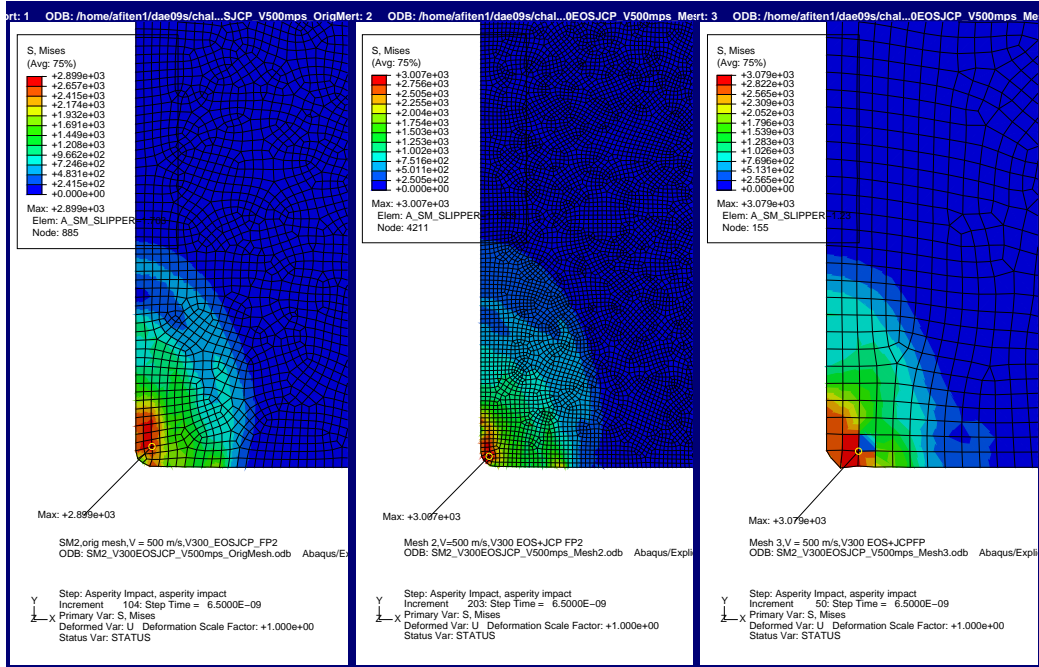 ort: 1 ODB: /home/afiten1/dae09s/chal...SJCP_V500mps_OrigMert: 2 ODB: /home/afiten1/dae09s/chal...0EOSJCP_V500mps_Mesrt: 3 ODB: /home/afiten1/dae09s/chal...0EOSJCP_V500mps_Me
S, Mises
(Avg: 75%)
+2.899e+03
+2.657e+03
+2.415e+03
+2.174e+03
+1.932e+03
+1.691e+03
+1.449e+03
+1.208e+03
+9.662e+02
+7.246e+02
+4.831e+02
+2.415e+02
+0.000e+00
Max: +2.899e+03
Elem: A_SM_SLIPPER
Node: 885
Max: +2.899e+03
SM2,orig mesh,V = 500 m/s,V300_EOSJCP_FP2
ODB: SM2_V300EOSJCP_V500mps_OrigMesh.odb Abaqus/Ex
Step: Asperity Impact, asperity impact
Increment 104: Step Time = 6.5000E−09
Primary Var: S, Mises
Deformed Var: U Deformation Scale Factor: +1.000e+00
Status Var: STATUS
Y
Z X
S, Mises
(Avg: 75%)
+3.007e+03
+2.756e+03
+2.505e+03
+2.255e+03
+2.004e+03
+1.754e+03
+1.503e+03
+1.253e+03
+1.002e+03
+7.516e+02
+5.011e+02
+2.505e+02
+0.000e+00
Max: +3.007e+03
Elem: A_SM_SLIPPER
Node: 4211
Max: +3.007e+03
Mesh 2,V=500 m/s,V300 EOS+JCP FP2
ODB: SM2_V300EOSJCP_V500mps_Mesh2.odb Abaqus/Expli
Step: Asperity Impact, asperity impact
Increment 203: Step Time = 6.5000E−09
Primary Var: S, Mises
Deformed Var: U Deformation Scale Factor: +1.000e+00
Status Var: STATUS
Y
Z X
S, Mises
(Avg: 75%)
+3.079e+03
+2.822e+03
+2.565e+03
+2.309e+03
+2.052e+03
+1.796e+03
+1.539e+03
+1.283e+03
+1.026e+03
+7.696e+02
+5.131e+02
+2.565e+02
+0.000e+00
Max: +3.079e+03
Elem: A_SM_SLIPPER
Node: 155
Max: +3.079e+03
Mesh 3,V = 500 m/s,V300 EOS+JCPFP
ODB: SM2_V300EOSJCP_V500mps_Mesh3.odb Abaqus/Expli
Step: Asperity Impact, asperity impact
Increment 50: Step Time = 6.5000E−09
Primary Var: S, Mises
Deformed Var: U Deformation Scale Factor: +1.000e+00
Status Var: STATUS
Y
Z X